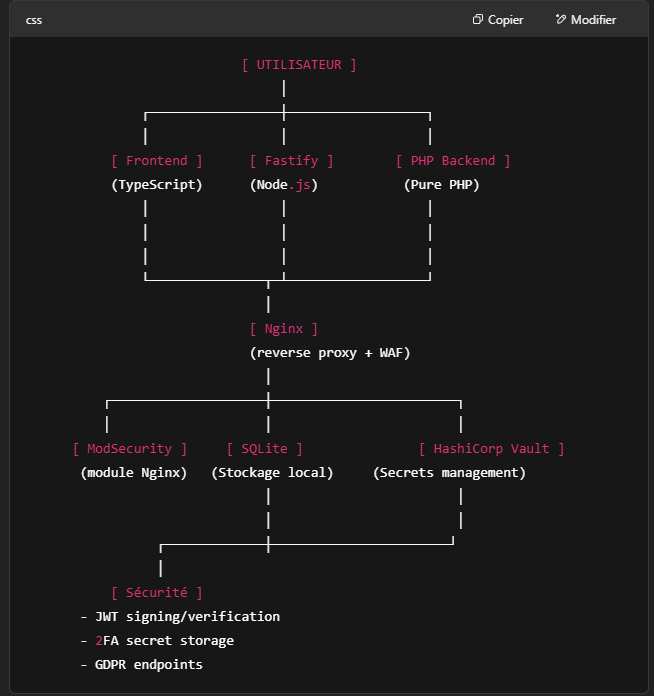 css Copier Modifier
[ UTILISATEUR ]
[ Frontend ] [ Fastify ] [ PHP Backend ]
(TypeScript) (Node.js) (Pure PHP)
[ Nginx ]
(reverse proxy + WAF)
[ ModSecurity ] [ SQLite ] [ HashiCorp Vault ]
(module Nginx) (Stockage local) (Secrets management)
[ Sécurité ]
- JWT signing/verification
- 2FA secret storage
- GDPR endpoints